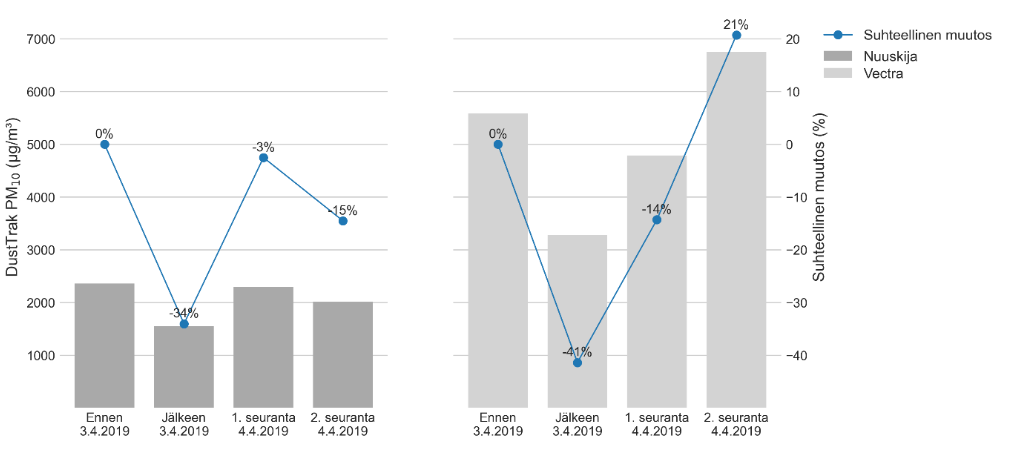 DustTrak PM₁₀ (µg/m³)
7000
6000
5000
4000
3000
2000
1000
0%
-34%
-3%
-15%
Ennen
3.4.2019
Jälkeen
3.4.2019
1. seuranta
4.4.2019
2. seuranta
4.4.2019
0%
-41%
-14%
21%
Ennen
3.4.2019
Jälkeen
3.4.2019
1. seuranta
4.4.2019
2. seuranta
4.4.2019
20
10
0
−10
−20
−30
−40
Suhteellinen muutos (%)
Suhteellinen muutos
Nuuskija
Vectra